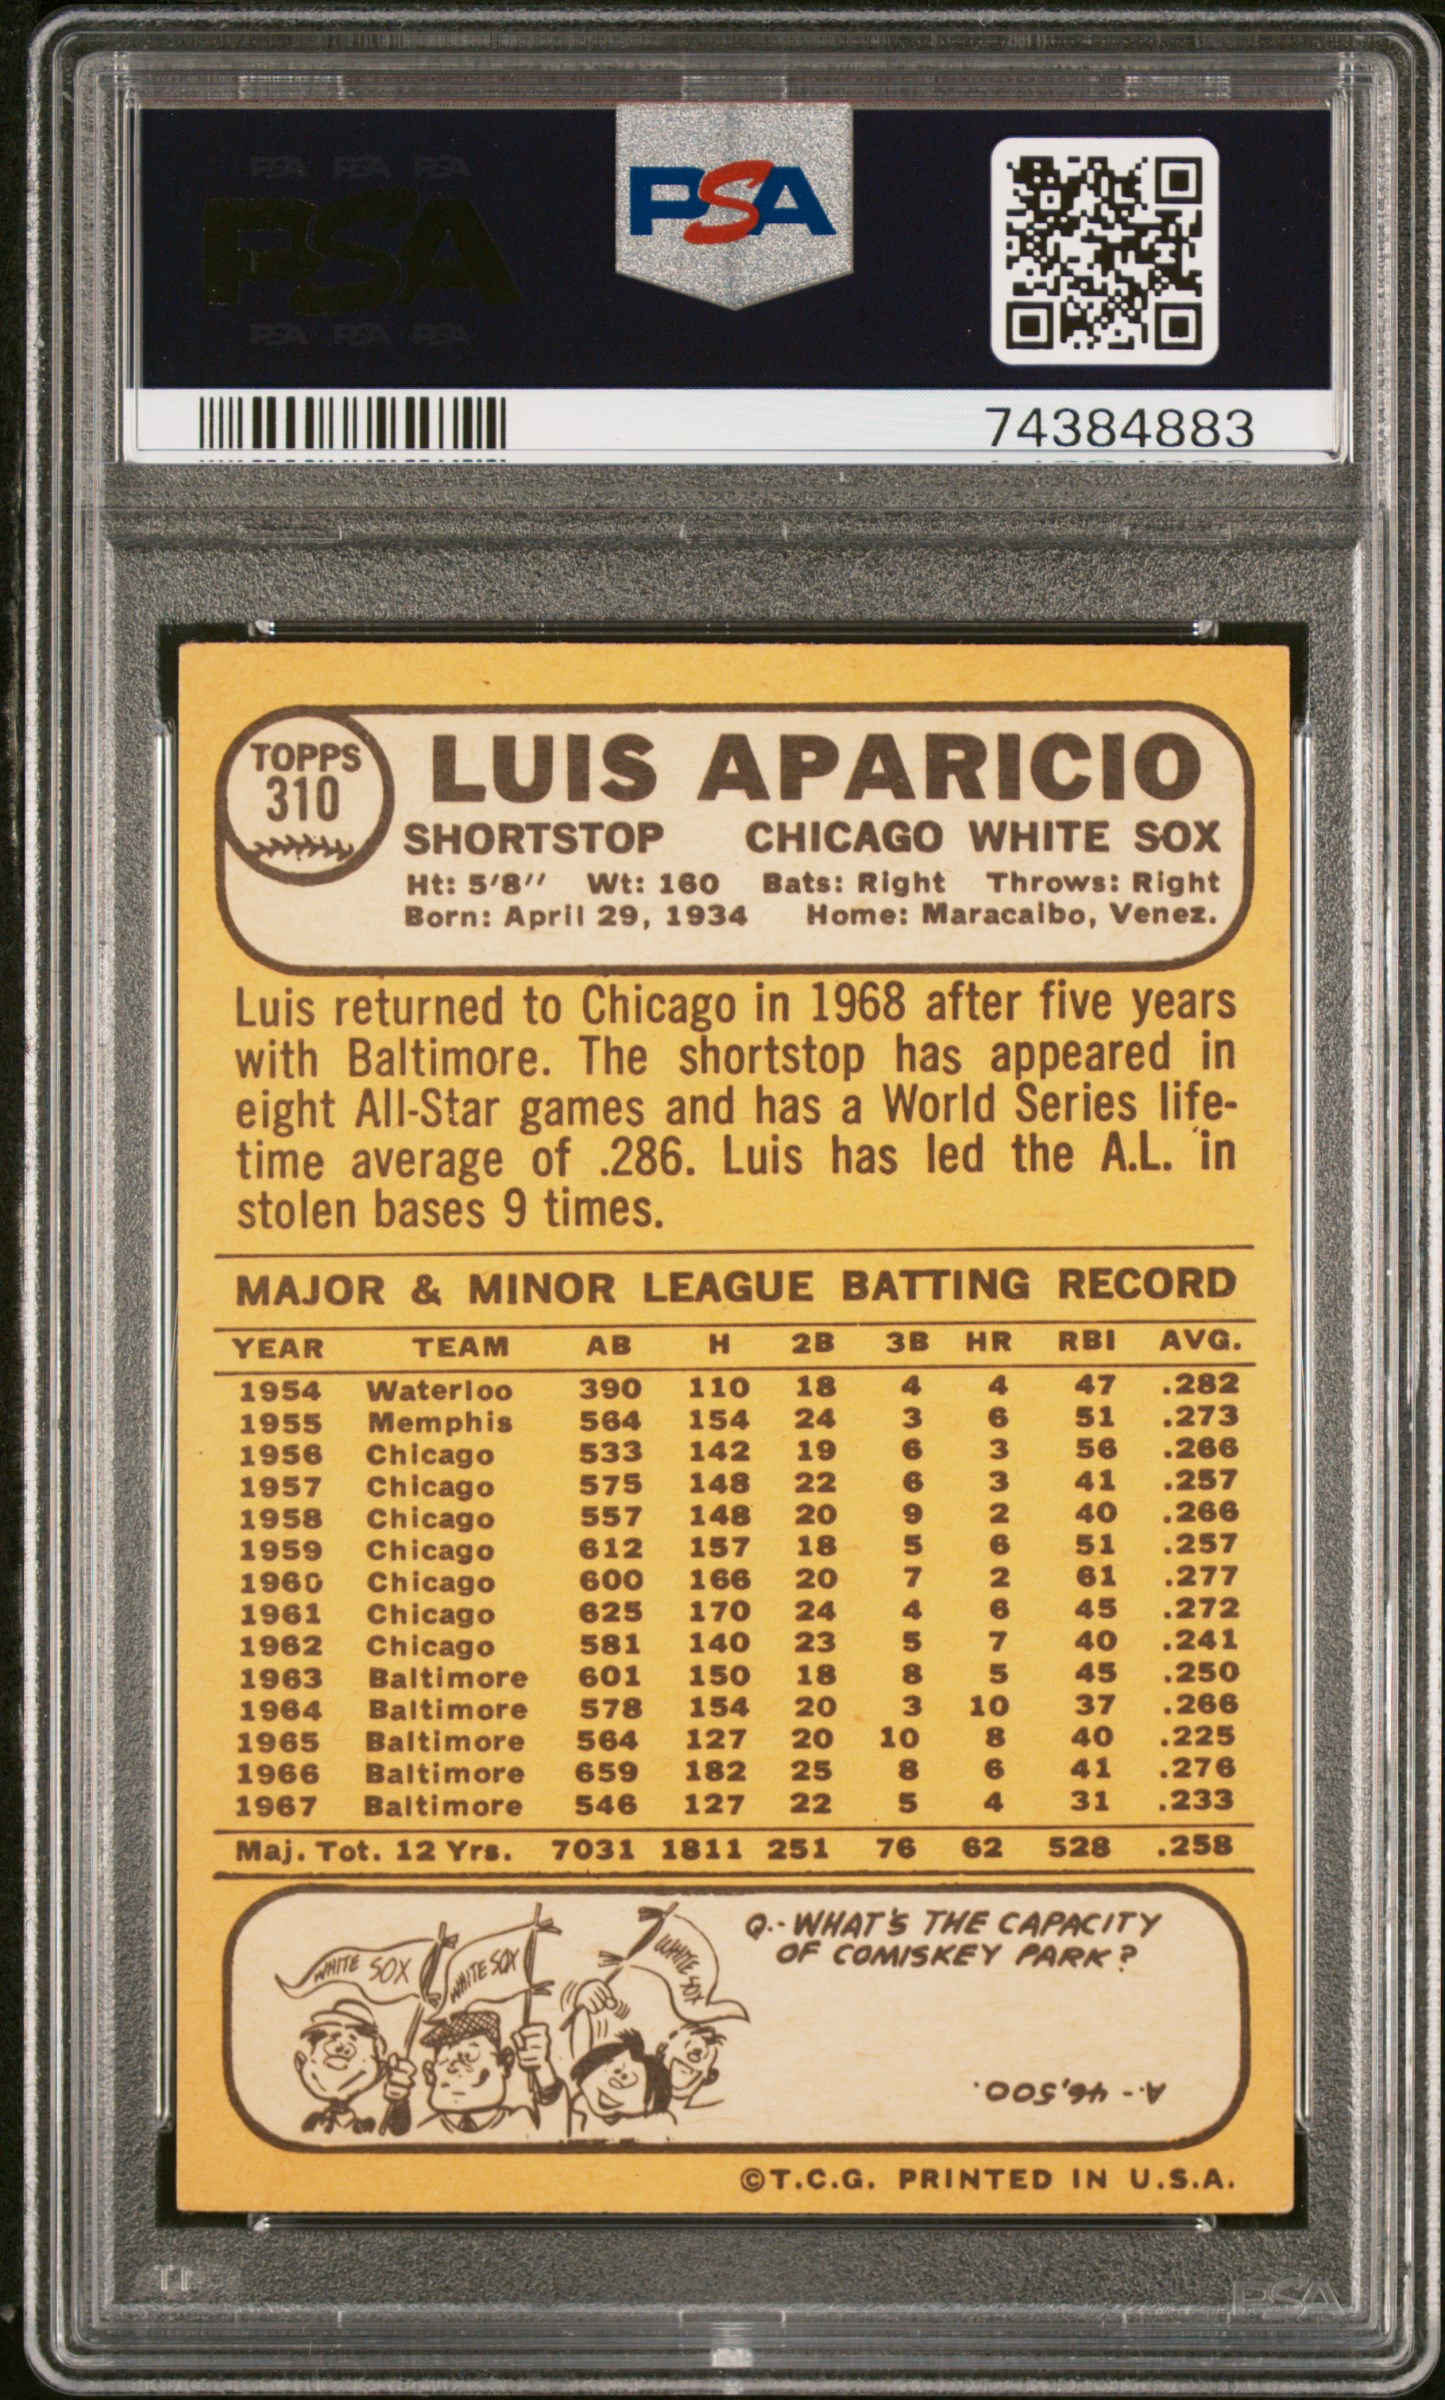 PSA PSA PSA
PSA
PSA PSA PSA
PSA
74384883
TOPPS
310
LUIS APARICIO
SHORTSTOP CHICAGO WHITE SOX
Ht: 5'8'' Wt: 160 Bats: Right Throws: Right
Born: April 29, 1934 Home: Maracaibo, Venez.
Luis returned to Chicago in 1968 after five years
with Baltimore. The shortstop has appeared in
eight All-Star games and has a World Series life-
time average of .286. Luis has led the A.L. in
stolen bases 9 times.
MAJOR & MINOR LEAGUE BATTING RECORD
YEAR TEAM AB H 2B 3B HR RBI AVG.
1954 Waterloo 390 110 18 4 4 47 .282
1955 Memphis 564 154 24 3 6 51 .273
1956 Chicago 533 142 19 6 3 56 .266
1957 Chicago 575 148 22 6 3 41 .257
1958 Chicago 557 148 20 9 2 40 .266
1959 Chicago 612 157 18 5 6 51 .257
1960 Chicago 600 166 20 7 2 61 .277
1961 Chicago 625 170 24 4 6 45 .272
1962 Chicago 581 140 23 5 7 40 .241
1963 Baltimore 601 150 18 8 5 45 .250
1964 Baltimore 578 154 20 3 10 37 .266
1965 Baltimore 564 127 20 10 8 40 .225
1966 Baltimore 659 182 25 8 6 41 .276
1967 Baltimore 546 127 22 5 4 31 .233
Maj. Tot. 12 Yrs. 7031 1811 251 76 62 528 .258
WHITE SOX
WHITE SOX
WHITE SOX
Q.- WHAT'S THE CAPACITY
OF COMISKEY PARK?
A.- 46,500.
©T.C.G. PRINTED IN U.S.A.
PSA